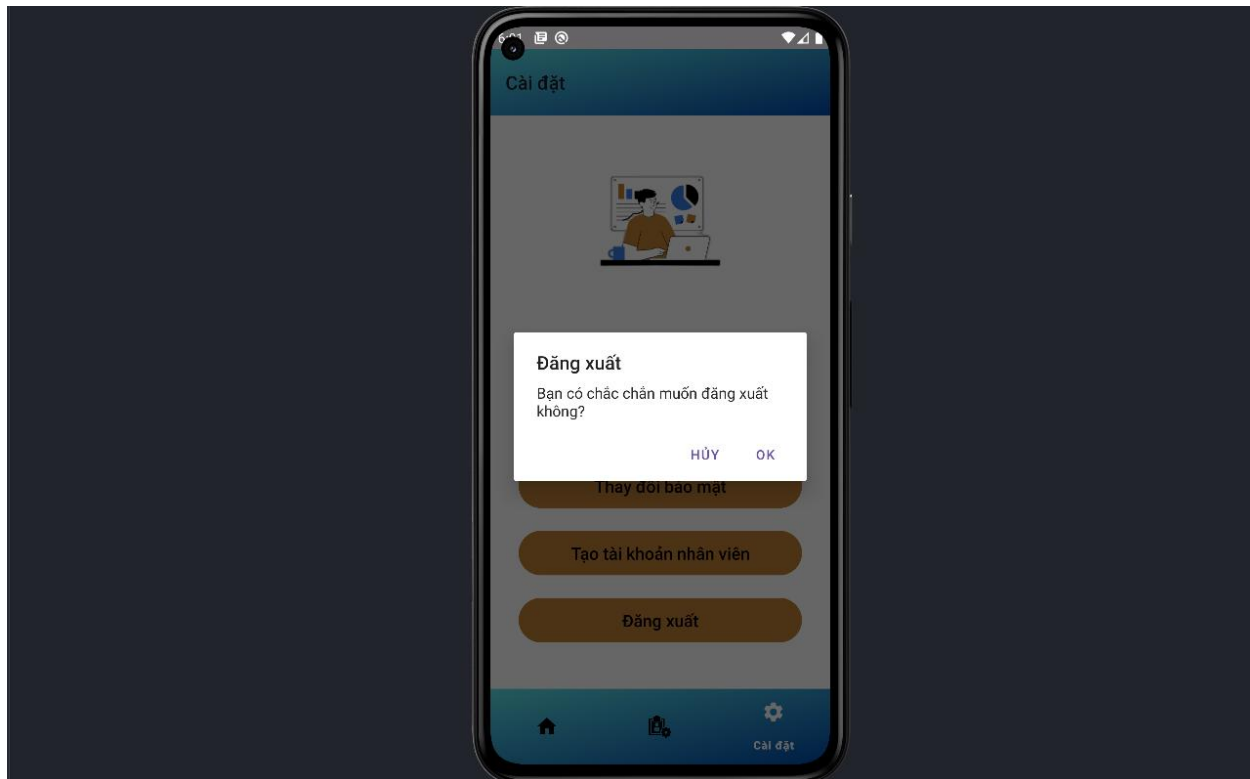 Cài đặt
Đăng xuất
Bạn có chắc chắn muốn đăng xuất
không?
HỦY OK
Thay đổi bảo mật
Tạo tài khoản nhân viên
Đăng xuất
Cài đặt